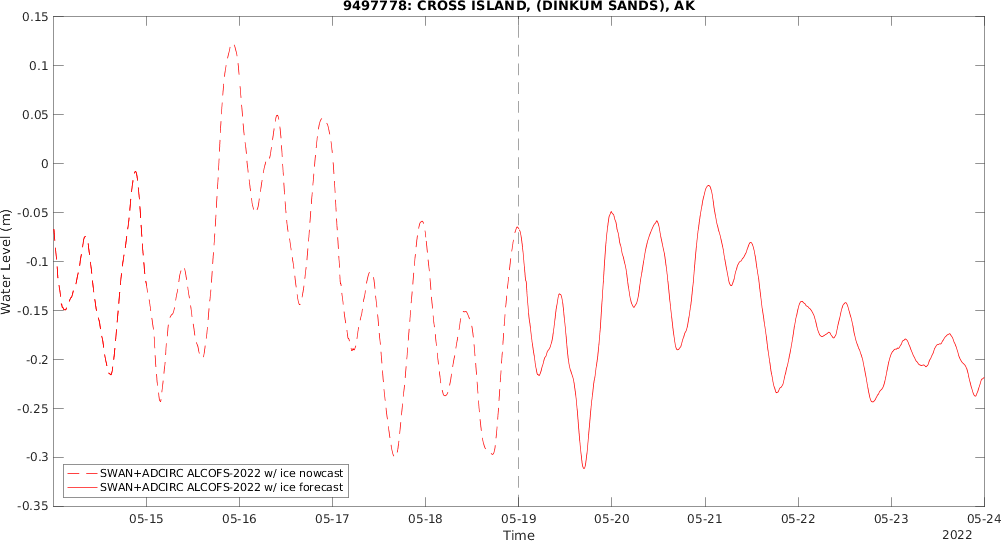 9497778: CROSS ISLAND, (DINKUM SANDS), AK
0.15
0.1
0.05
0
-0.05
-0.1
-0.15
-0.2
-0.25
-0.3
-0.35
Water Level (m)
SWAN+ADCIRC ALCOFS-2022 w/ ice nowcast
SWAN+ADCIRC ALCOFS-2022 w/ ice forecast
05-15 05-16 05-17 05-18 05-19 05-20 05-21 05-22 05-23 05-24
Time
2022